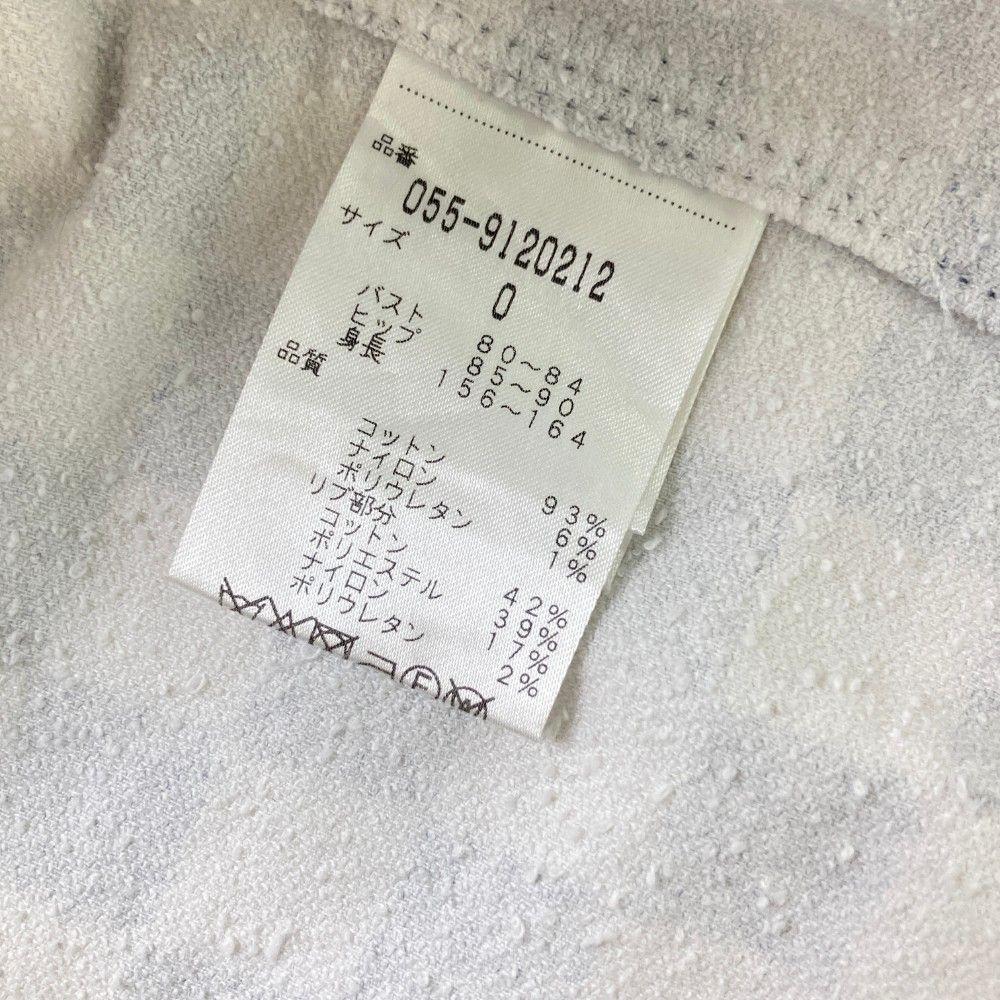 品番
055-9120212
サイズ 0
バスト 80~84
ヒップ 85~90
身長 156~164
品質
コットン 93%
ナイロン 6%
ポリウレタン 1%
リブ部分
コットン 42%
ポリエステル 39%
ナイロン 17%
ポリウレタン 2%